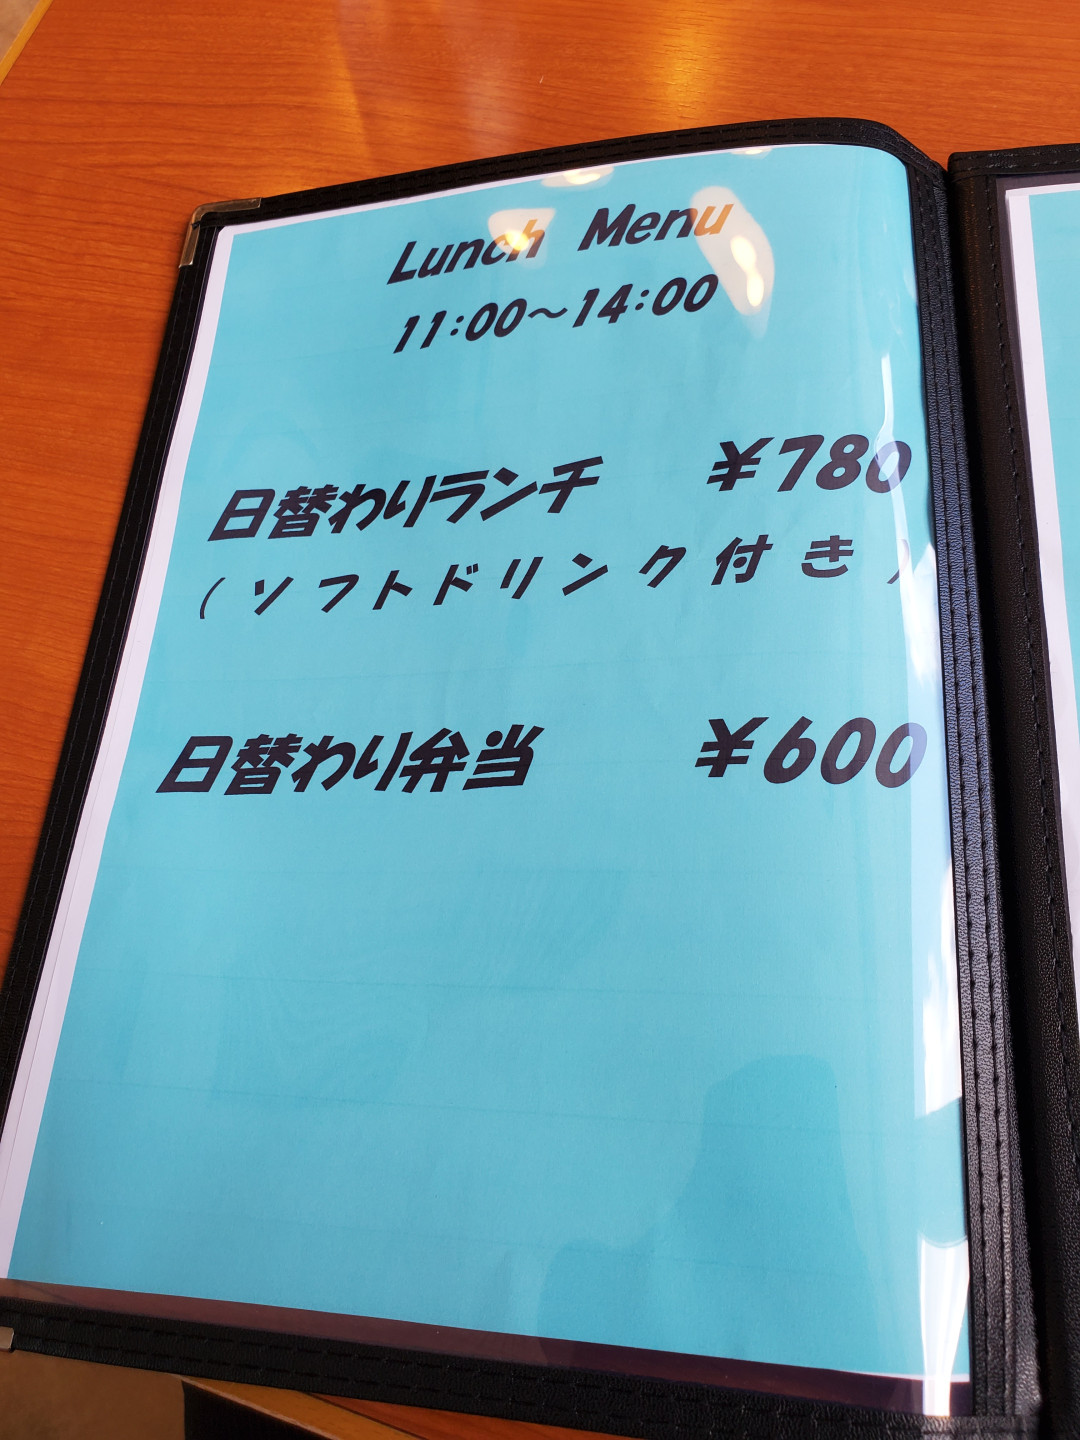 Lunch Menu
11:00～14:00
日替わりランチ ￥780
(ソフトドリンク付き)
日替わり弁当 ￥600